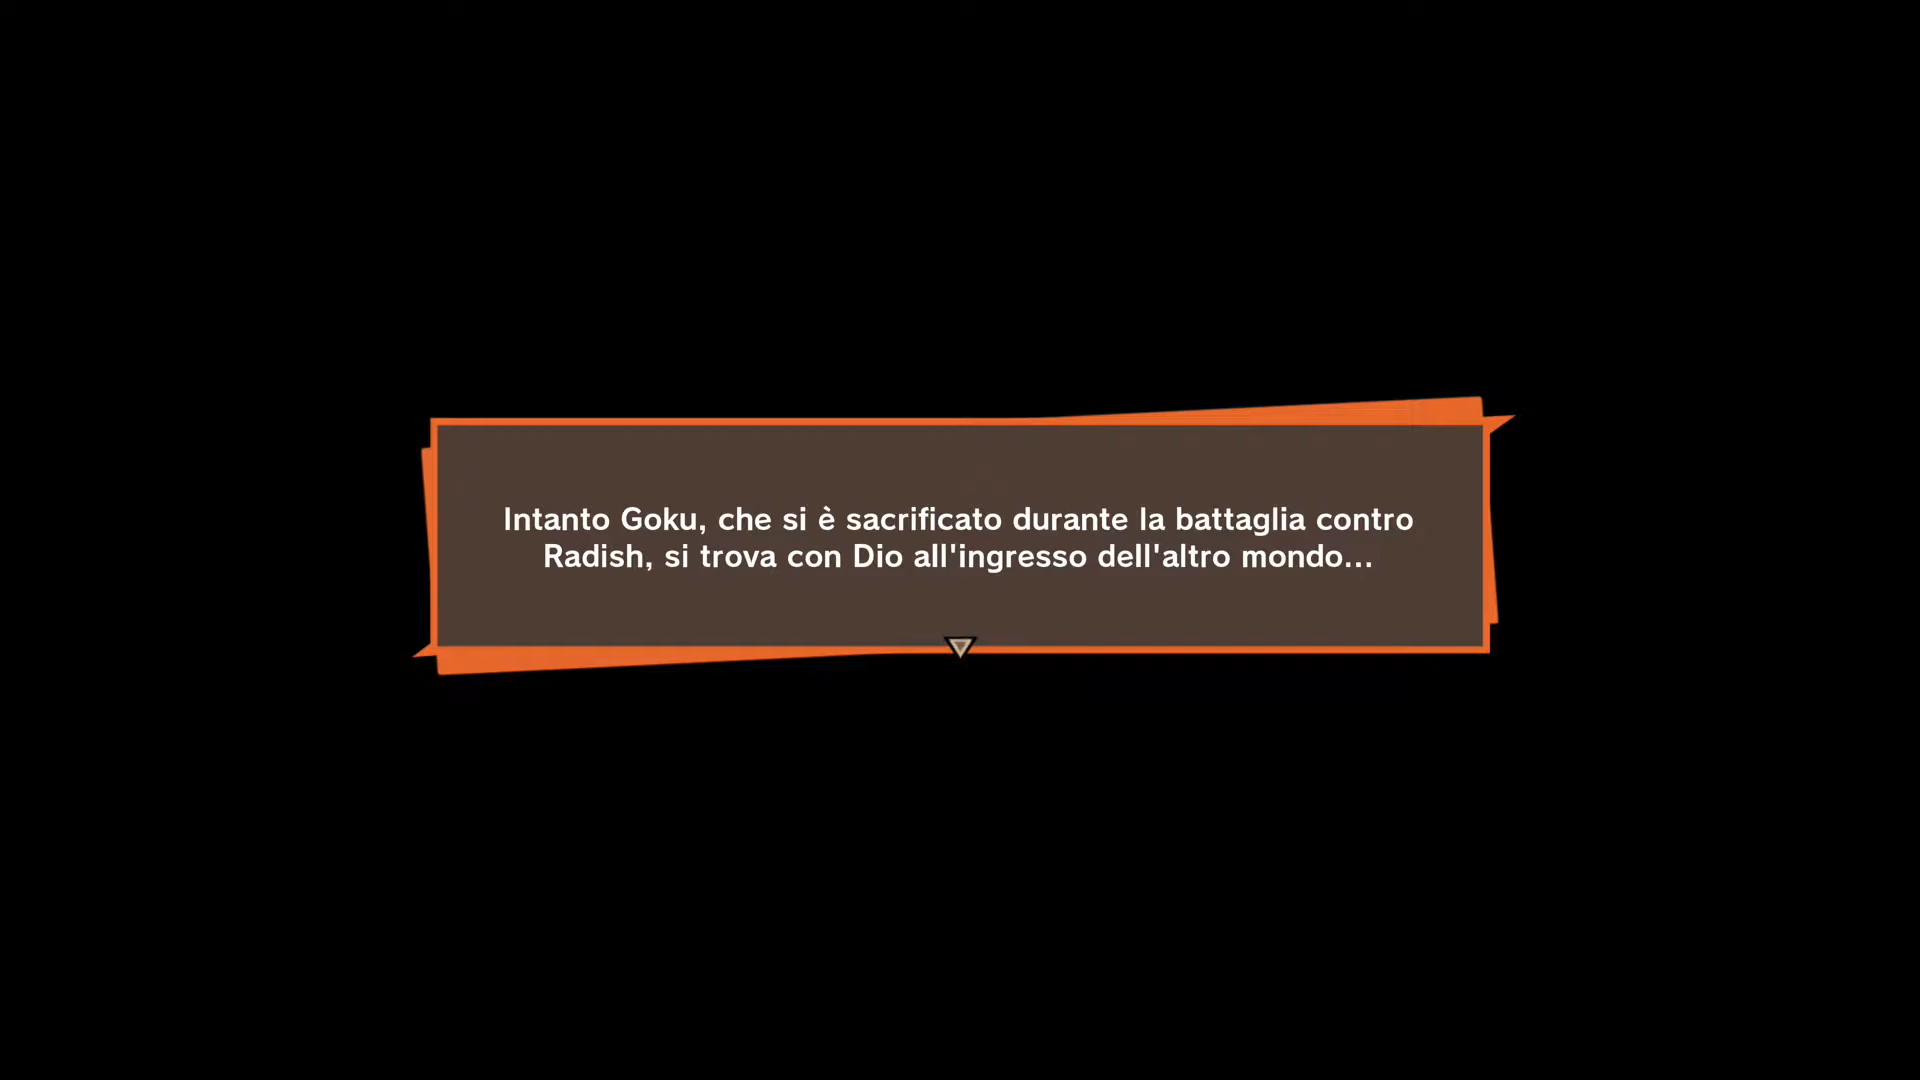 Intanto Goku, che si è sacrificato durante la battaglia contro
Radish, si trova con Dio all'ingresso dell'altro mondo...